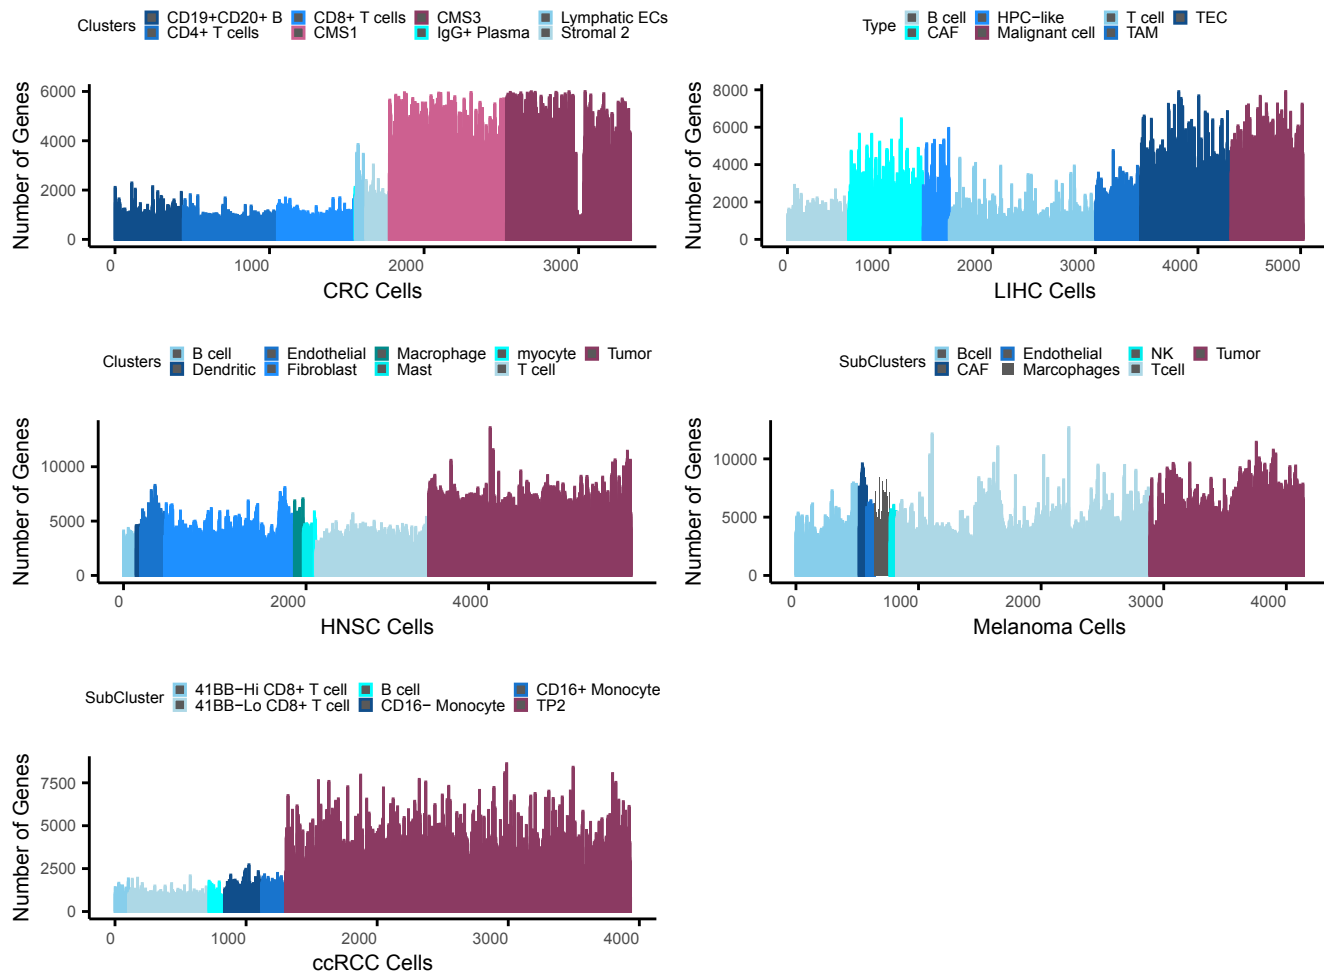 Clusters CD19+CD20+ B CD8+ T cells CMS3 Lymphatic ECs
CD4+ T cells CMS1 IgG+ Plasma Stromal 2
Number of Genes
6000
4000
2000
0
0 1000 2000 3000
CRC Cells
Type B cell HPC−like T cell TEC
CAF Malignant cell TAM
Number of Genes
8000
6000
4000
2000
0
0 1000 2000 3000 4000 5000
LIHC Cells
Clusters B cell Endothelial Macrophage myocyte Tumor
Dendritic Fibroblast Mast T cell
Number of Genes
10000
5000
0
0 2000 4000
HNSC Cells
SubClusters Bcell Endothelial NK Tumor
CAF Marcophages Tcell
Number of Genes
10000
5000
0
0 1000 2000 3000 4000
Melanoma Cells
SubCluster 41BB−Hi CD8+ T cell B cell CD16+ Monocyte
41BB−Lo CD8+ T cell CD16− Monocyte TP2
Number of Genes
7500
5000
2500
0
0 1000 2000 3000 4000
ccRCC Cells